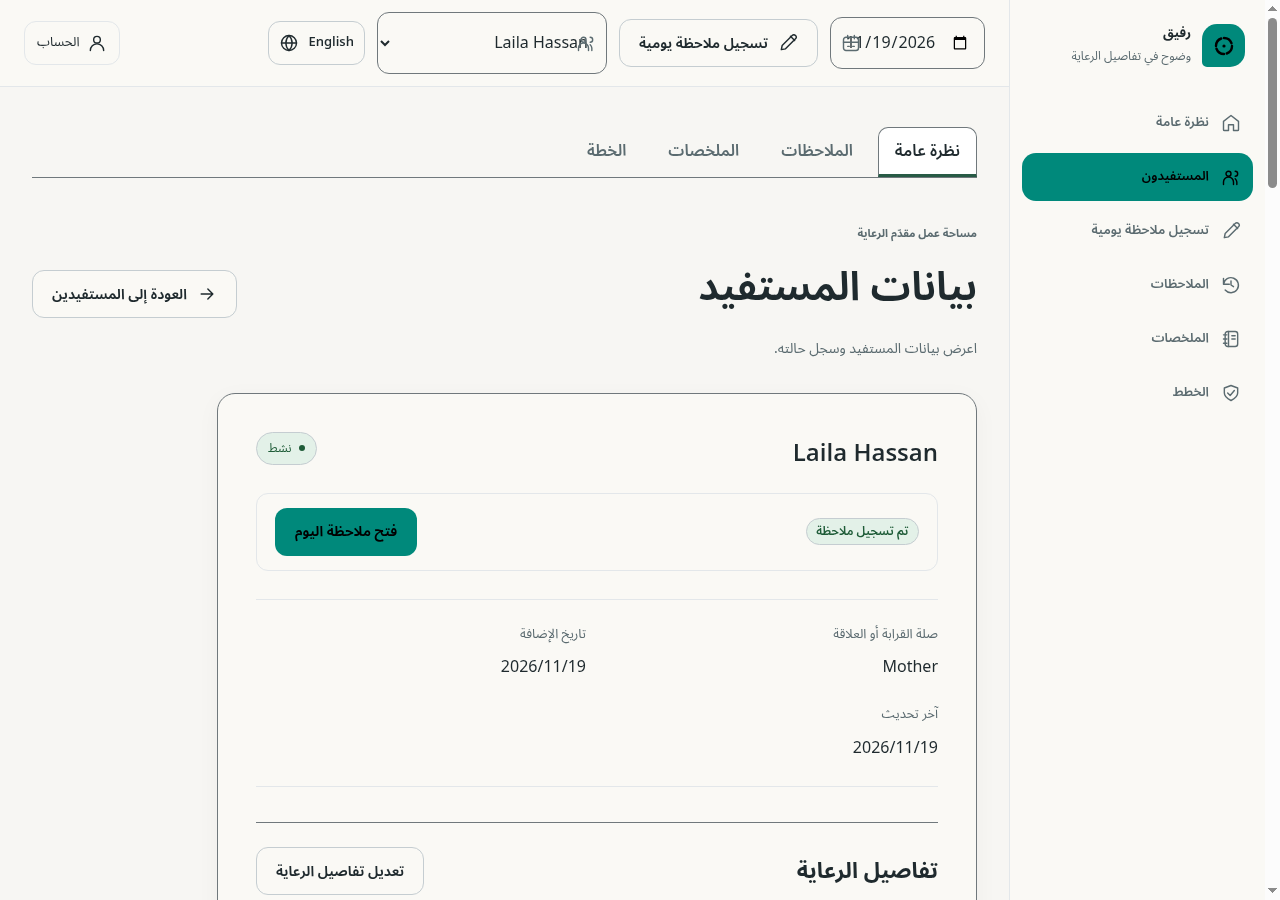 رفيق
وضوح في تفاصيل الرعاية
نظرة عامة
المستفيدون
تسجيل ملاحظة يومية
الملاحظات
الملخصات
الخطط
11/19/2026
تسجيل ملاحظة يومية
Laila Hassan
English
الحساب
نظرة عامة
الملاحظات
الملخصات
الخطة
مساحة عمل مقدّم الرعاية
بيانات المستفيد
العودة إلى المستفيدين
اعرض بيانات المستفيد وسجل حالته.
Laila Hassan
نشط
تم تسجيل ملاحظة
فتح ملاحظة اليوم
صلة القرابة أو العلاقة
تاريخ الإضافة
Mother
2026/11/19
آخر تحديث
2026/11/19
تفاصيل الرعاية
تعديل تفاصيل الرعاية